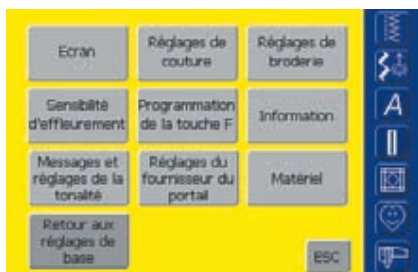 Ecran
Réglages de
couture
Réglages de
broderie
Sensibilité
d'effleurement
Programmation
de la touche F
Information
Messages et
réglages de la
tonalité
Réglages du
fournisseur du
portail
Matériel
Retour aux
réglages de
base
ESC
A